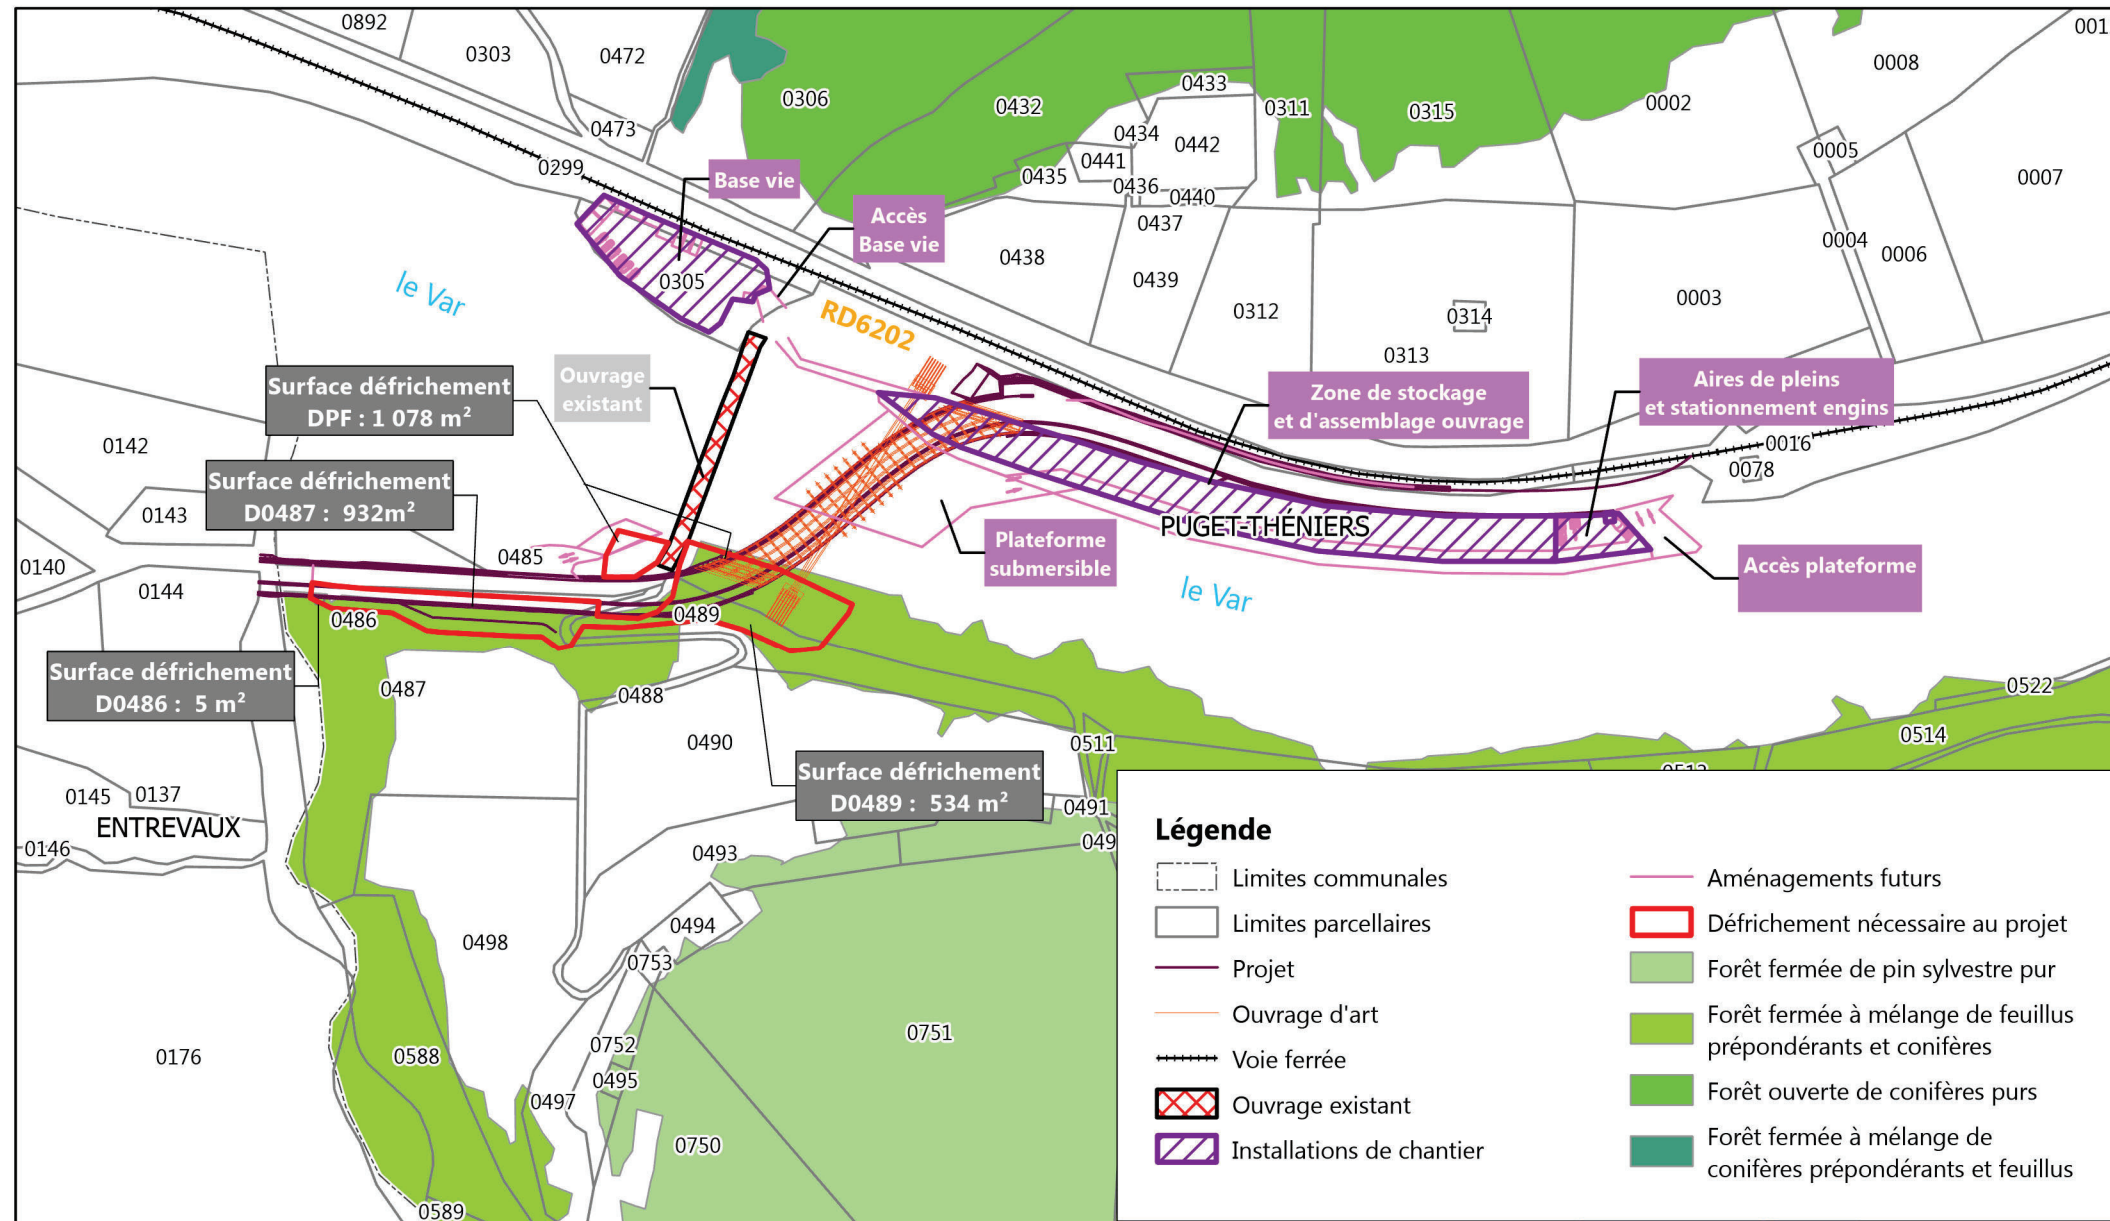 0892
0303
0472
0473
0306
0432
0433
0434
0442
0441
0435
0436
0440
0437
0311
0315
0002
0008
001
0005
0007
0004
0006
0299
Base vie
Accès
Base vie
0305
le Var
RD6202
0438
0439
0312
0314
0313
0003
Surface défrichement
DPF : 1 078 m²
Ouvrage
existant
Zone de stockage
et d'assemblage ouvrage
Aires de pleins
et stationnement engins
0016
0078
0142
Surface défrichement
D0487 : 932m²
0143
0485
PUGET-THÉNIERS
Plateforme
submersible
Accès plateforme
le Var
0140
0144
0486
0489
Surface défrichement
D0486 : 5 m²
0487
0488
0490
0511
0522
0514
0512
Surface défrichement
D0489 : 534 m²
0145
0137
ENTREVAUX
0146
0491
049
0493
0494
0498
0753
0751
0176
0588
0752
0495
0497
0750
0589
Légende
Limites communales
Limites parcellaires
Projet
Ouvrage d'art
Voie ferrée
Ouvrage existant
Installations de chantier
Aménagements futurs
Défrichement nécessaire au projet
Forêt fermée de pin sylvestre pur
Forêt fermée à mélange de feuillus
prépondérants et conifères
Forêt ouverte de conifères purs
Forêt fermée à mélange de
conifères prépondérants et feuillus